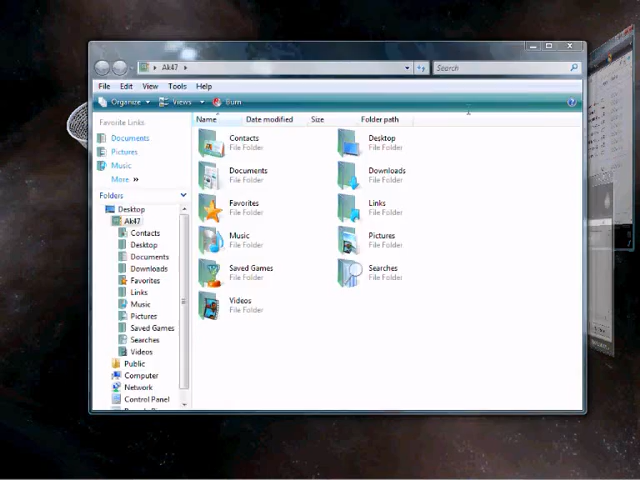 Ak47
Search
File Edit View Tools Help
Organize Views Burn
Favorite Links
Documents
Pictures
Music
More »
Folders
Desktop
Ak47
Contacts
Desktop
Documents
Downloads
Favorites
Links
Music
Pictures
Saved Games
Searches
Videos
Public
Computer
Network
Control Panel
Name Date modified Size Folder path
Contacts
File Folder
Desktop
File Folder
Documents
File Folder
Downloads
File Folder
Favorites
File Folder
Links
File Folder
Music
File Folder
Pictures
File Folder
Saved Games
File Folder
Searches
File Folder
Videos
File Folder